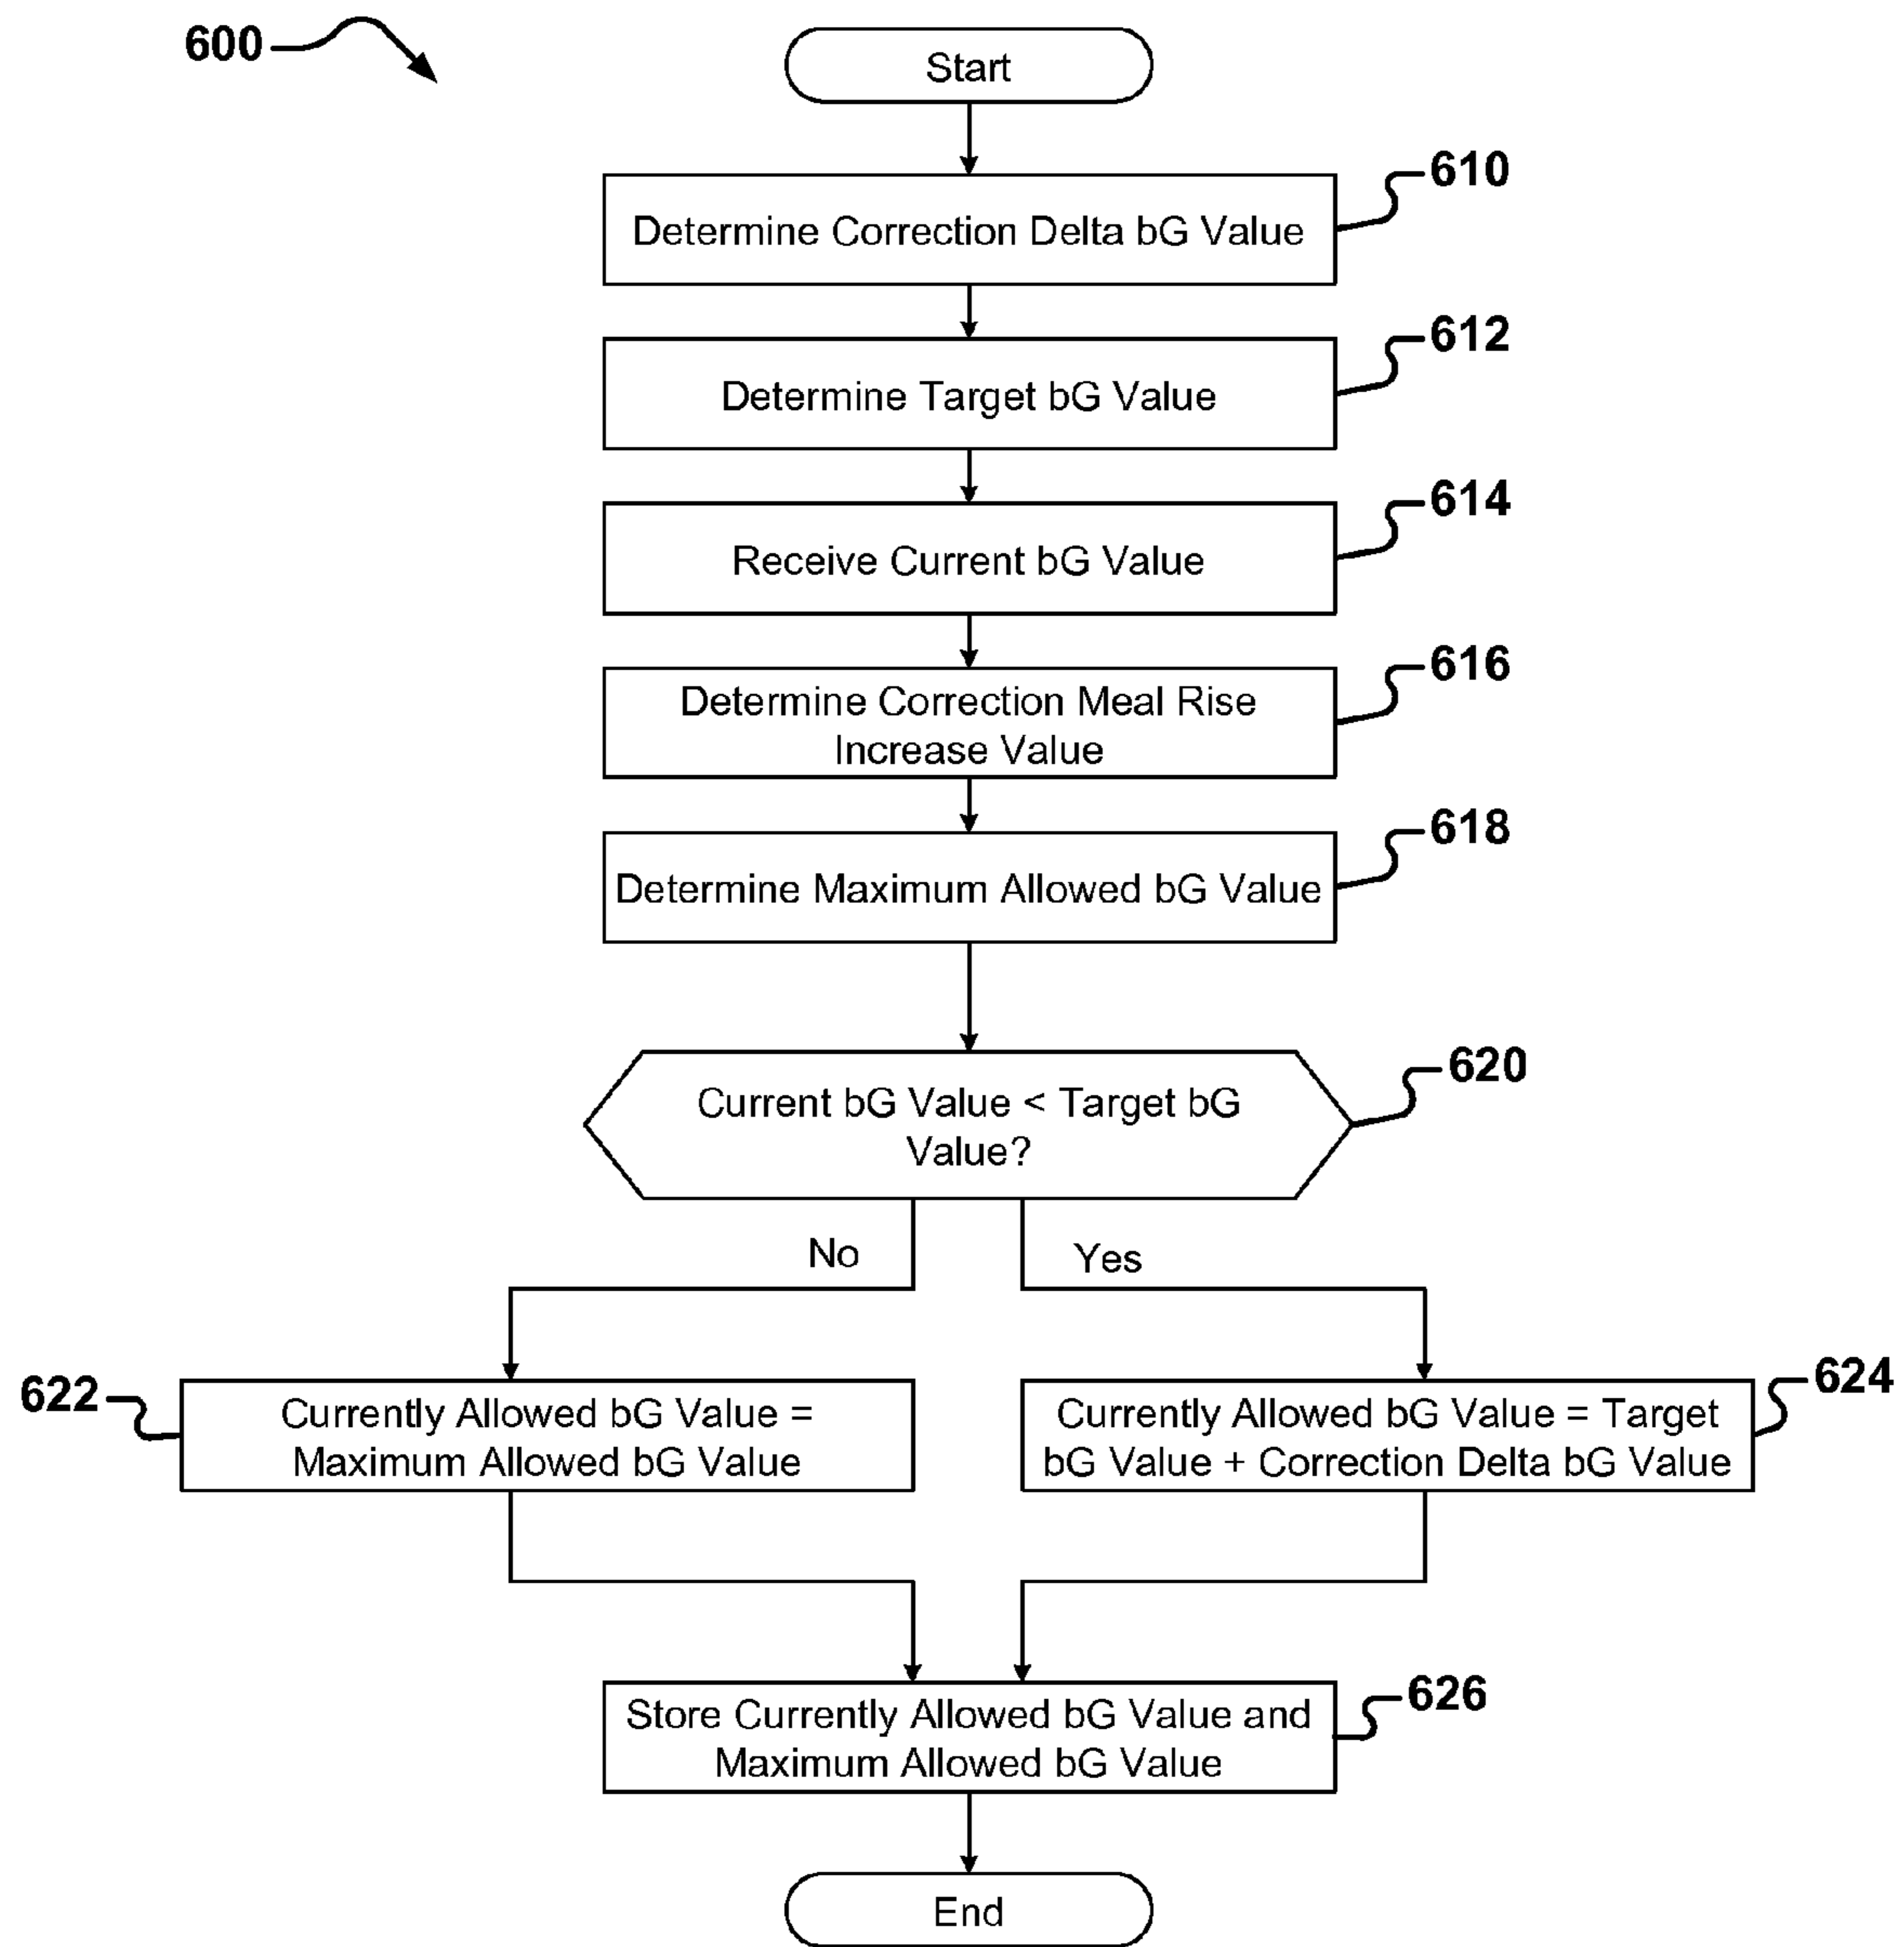 600
Start
610
Determine Correction Delta bG Value
612
Determine Target bG Value
614
Receive Current bG Value
616
Determine Correction Meal Rise
Increase Value
618
Determine Maximum Allowed bG Value
620
Current bG Value < Target bG
Value?
No
Yes
622
Currently Allowed bG Value =
Maximum Allowed bG Value
624
Currently Allowed bG Value = Target
bG Value + Correction Delta bG Value
626
Store Currently Allowed bG Value and
Maximum Allowed bG Value
End